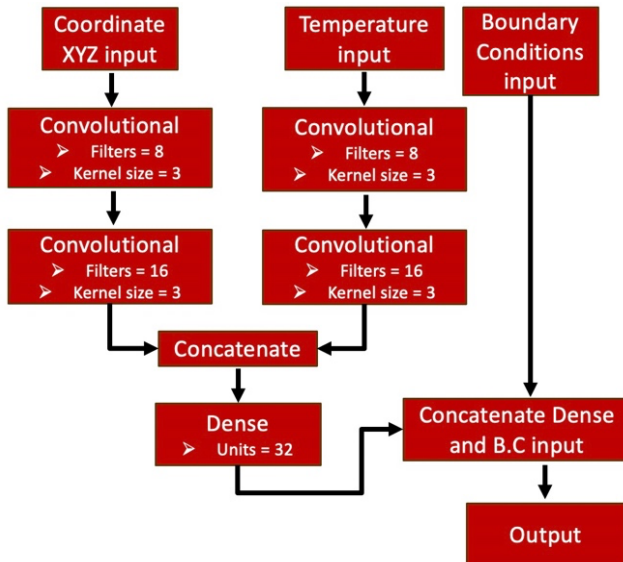 Coordinate
XYZ input
Temperature
input
Boundary
Conditions
input
Convolutional
➢ Filters = 8
➢ Kernel size = 3
Convolutional
➢ Filters = 8
➢ Kernel size = 3
Convolutional
➢ Filters = 16
➢ Kernel size = 3
Convolutional
➢ Filters = 16
➢ Kernel size = 3
Concatenate
Dense
➢ Units = 32
Concatenate Dense
and B.C input
Output